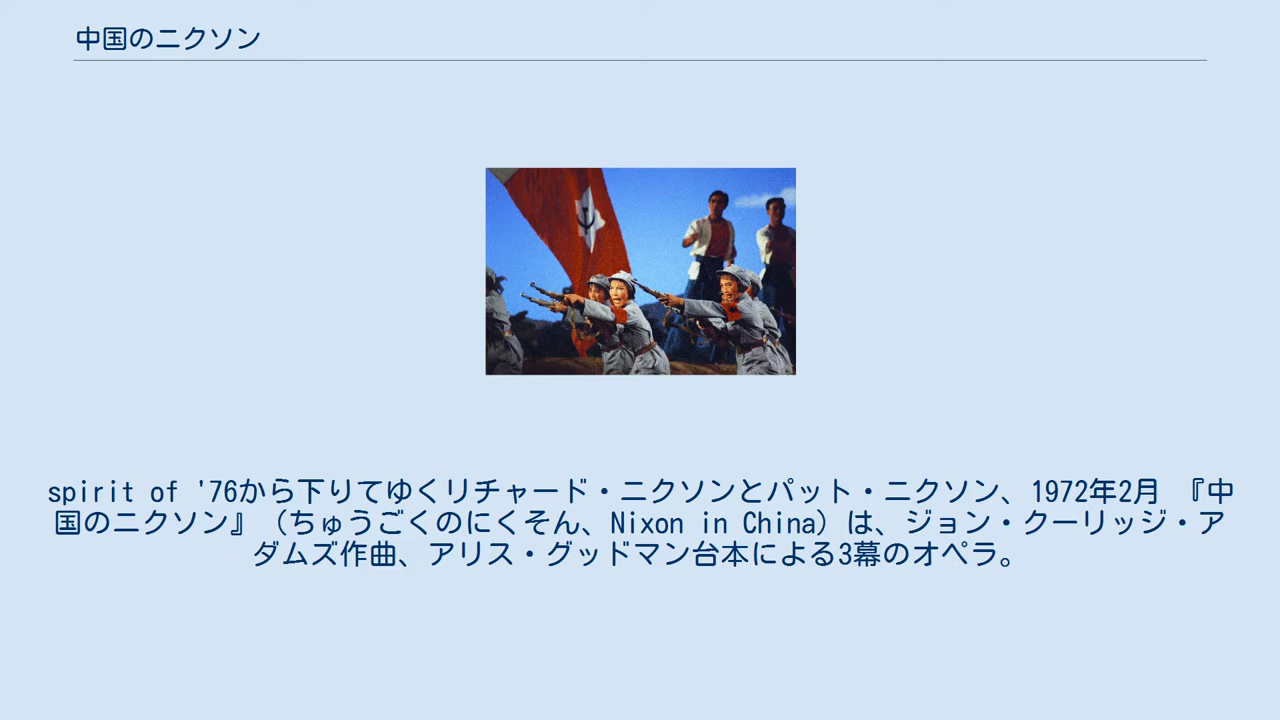 中国のニクソン
spirit of '76から下りてゆくリチャード・ニクソンとパット・ニクソン、1972年2月 『中
国のニクソン』（ちゅうごくのにくそん、Nixon in China）は、ジョン・クーリッジ・ア
ダムズ作曲、アリス・グッドマン台本による3幕のオペラ。